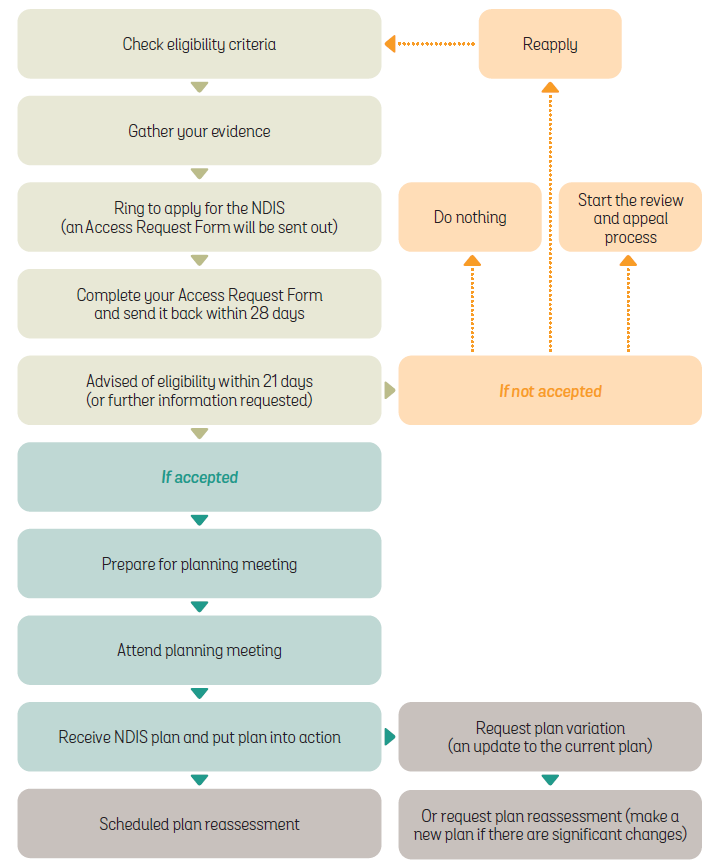 Check eligibility criteria
Reapply
Gather your evidence
Ring to apply for the NDIS
(an Access Request Form will be sent out)
Do nothing
Start the review
and appeal
process
Complete your Access Request Form
and send it back within 28 days
Advised of eligibility within 21 days
(or further information requested)
If not accepted
If accepted
Prepare for planning meeting
Attend planning meeting
Receive NDIS plan and put plan into action
Request plan variation
(an update to the current plan)
Scheduled plan reassessment
Or request plan reassessment (make a
new plan if there are significant changes)